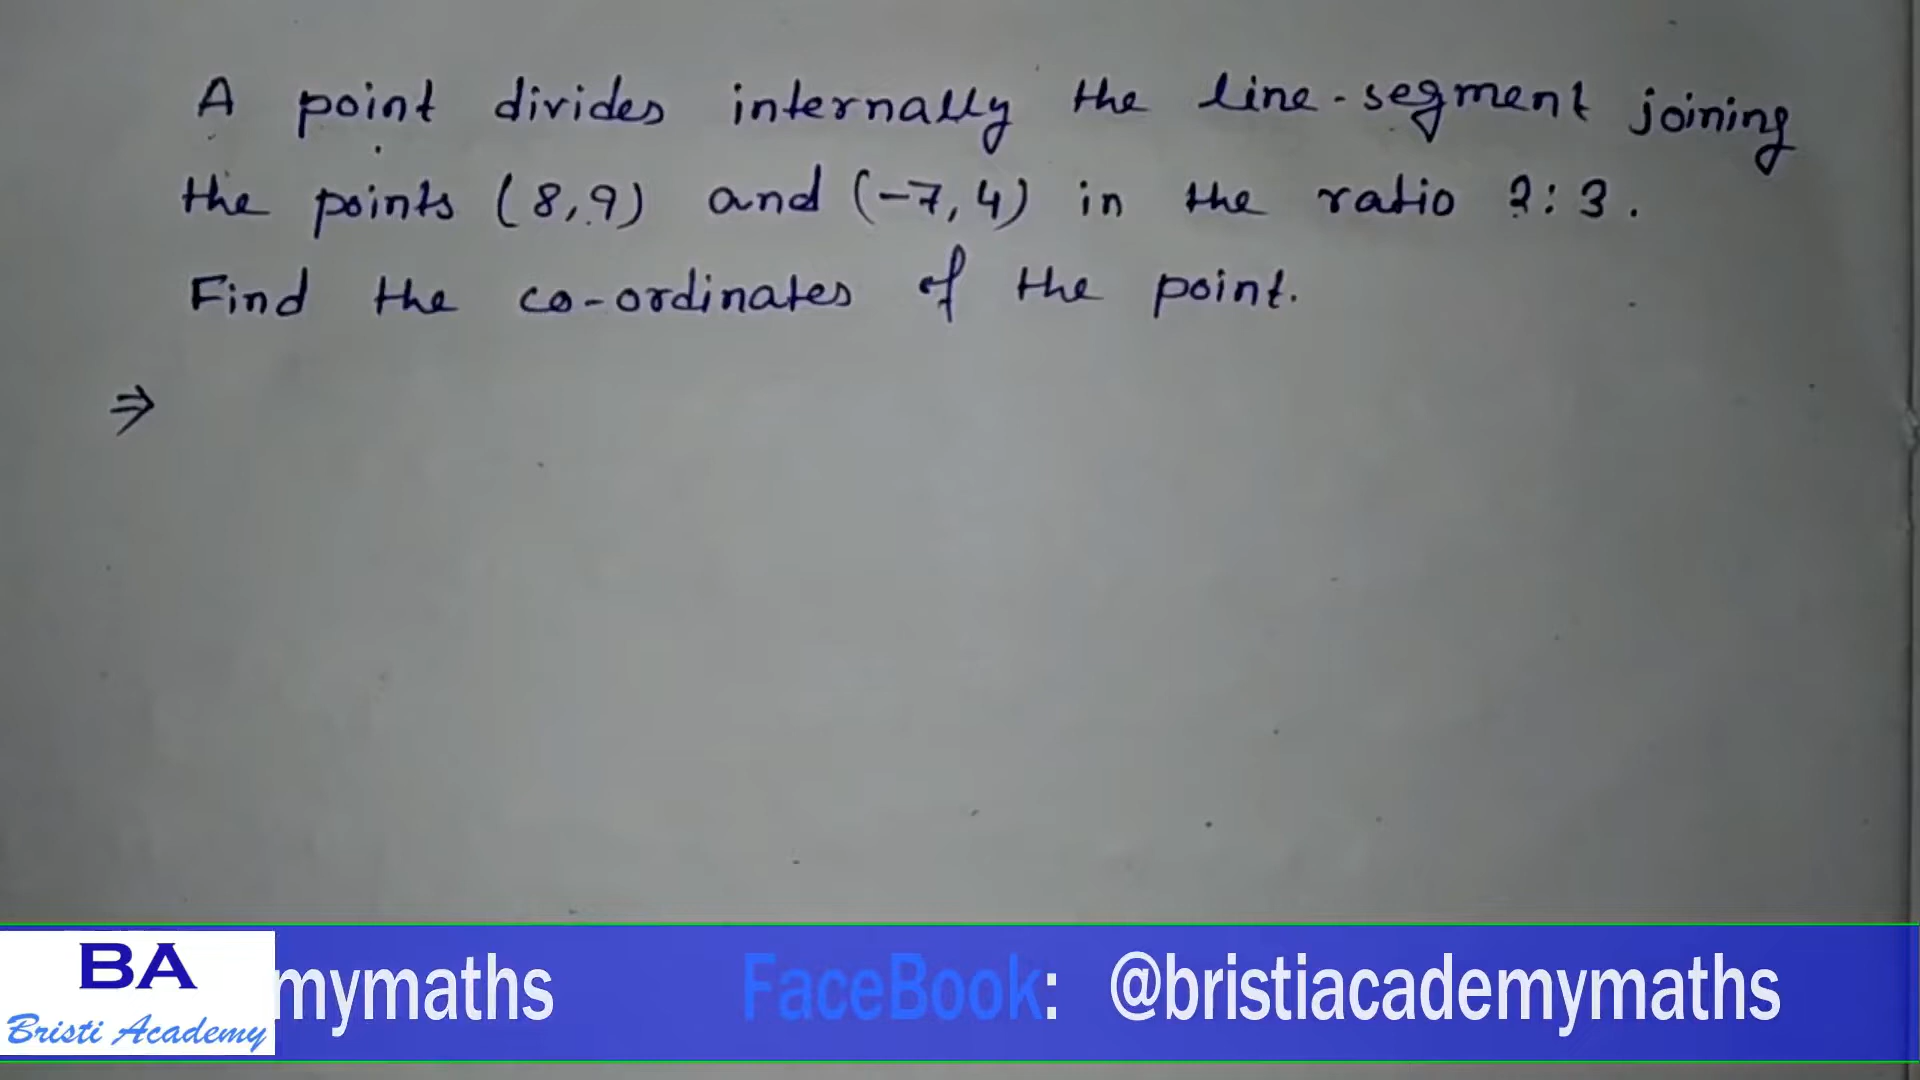 A point divides internally the line-segment joining
the points (8,9) and (-7,4) in the ratio 2:3.
Find the co-ordinates of the point.
⇒
BA
Bristi Academy
mymaths FaceBook: @bristiacademymaths